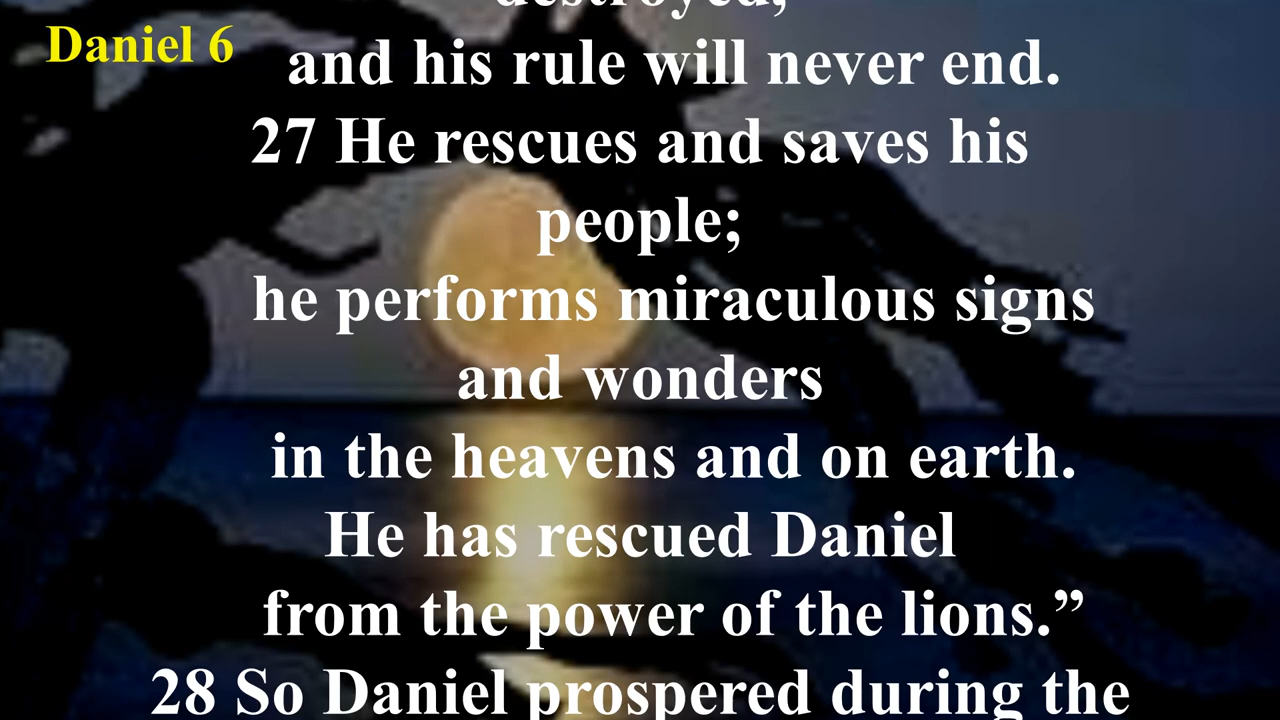 destroyed,
Daniel 6
and his rule will never end.
27 He rescues and saves his
people;
he performs miraculous signs
and wonders
in the heavens and on earth.
He has rescued Daniel
from the power of the lions.”
28 So Daniel prospered during the